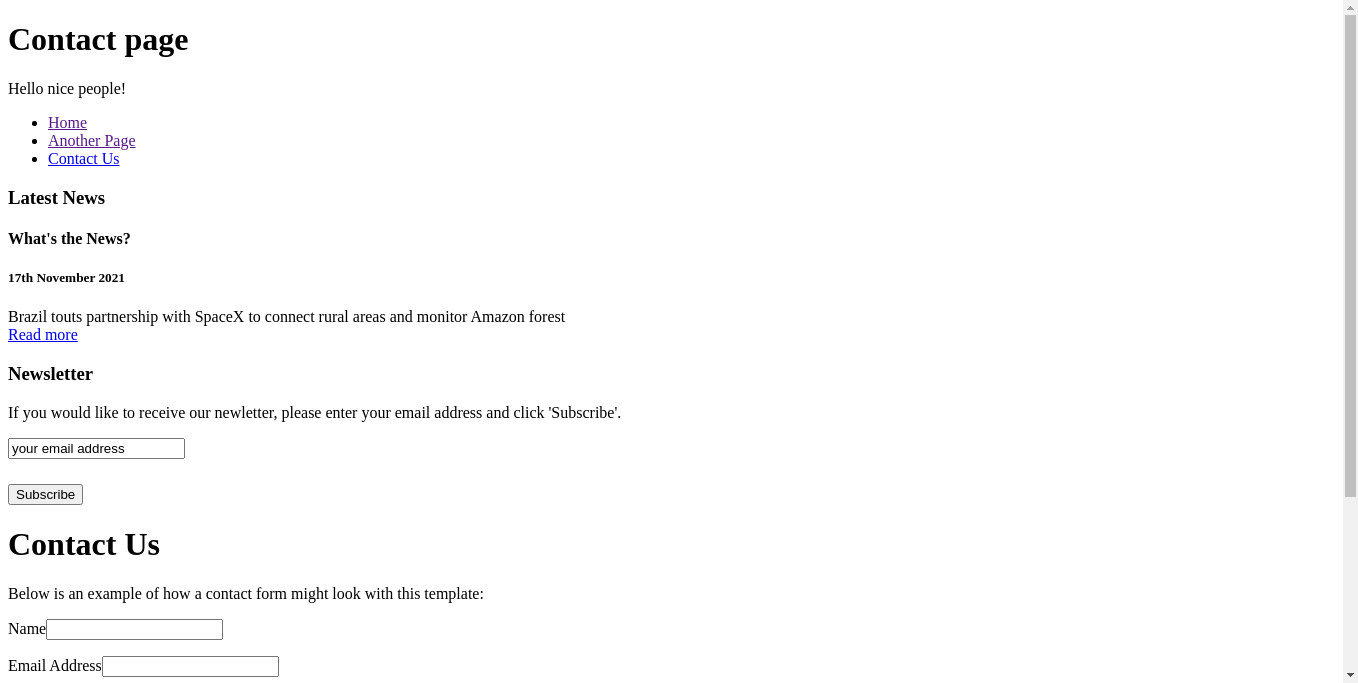 Contact page
Hello nice people!
Home
Another Page
Contact Us
Latest News
What's the News?
17th November 2021
Brazil touts partnership with SpaceX to connect rural areas and monitor Amazon forest
Read more
Newsletter
If you would like to receive our newletter, please enter your email address and click 'Subscribe'.
your email address
Subscribe
Contact Us
Below is an example of how a contact form might look with this template:
Name
Email Address